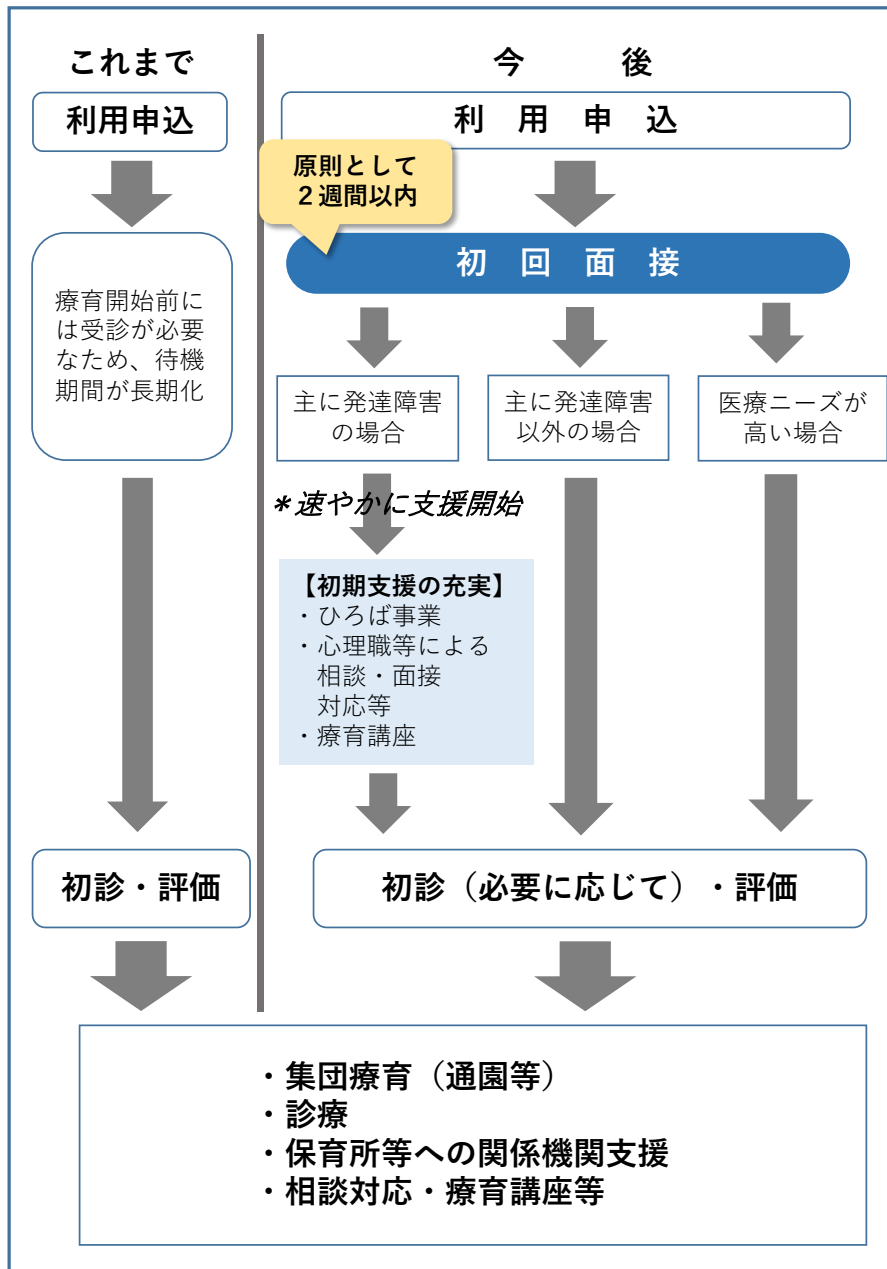 これまで
利用申込
療育開始前に
は受診が必要
なため、待機
期間が長期化
初診・評価
今　　後
利　用　申　込
原則として
２週間以内
初　回　面　接
主に発達障害
の場合
主に発達障害
以外の場合
医療ニーズが
高い場合
＊速やかに支援開始
【初期支援の充実】
・ひろば事業
・心理職等による
相談・面接
対応等
・療育講座
初診（必要に応じて）・評価
・集団療育（通園等）
・診療
・保育所等への関係機関支援
・相談対応・療育講座等